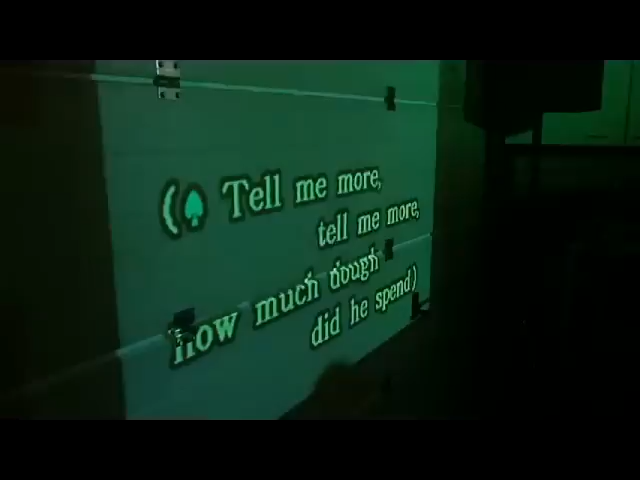 (♠ Tell me more,
tell me more,
how much dough
did he spend)